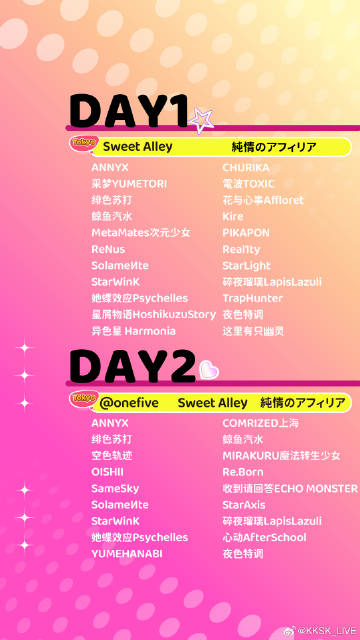 DAY1
Tokyo Sweet Alley 純情のアフィリア
ANNYX CHURIKA
采梦YUMETORI 電波TOXIC
绯色苏打 花与心事Affloret
鲸鱼汽水 Kire
MetaMates次元少女 PIKAPON
ReNus Real1ty
SolameИte StarLight
StarWinK 碎夜瑠璃LapisLazuli
她蝶效应Psychelles TrapHunter
星屑物语HoshikuzuStory 夜色特调
异色星 Harmonia 这里有只幽灵
DAY2
Tokyo @onefive Sweet Alley 純情のアフィリア
ANNYX COMRIZED上海
绯色苏打 鲸鱼汽水
空色轨迹 MIRAKURU魔法转生少女
OISHII Re.Born
SameSky 收到请回答ECHO MONSTER
SolameИte StarAxis
StarWinK 碎夜瑠璃LapisLazuli
她蝶效应Psychelles 心动AfterSchool
YUMEHANABI 夜色特调
@KKSK_LIVE